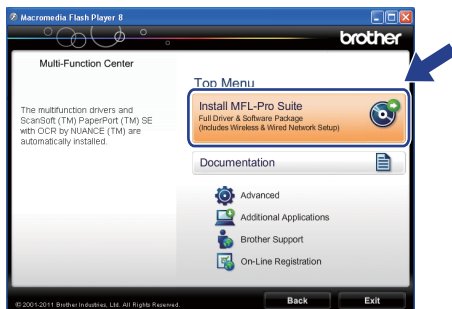 Macromedia Flash Player 8
brother
Multi-Function Center
Top Menu
The multifunction drivers and
ScanSoft (TM) PaperPort (TM) SE
with OCR by NUANCE (TM) are
automatically installed.
Install MFL-Pro Suite
Full Driver & Software Package
(Includes Wireless & Wired Network Setup)
Documentation
Advanced
Additional Applications
Brother Support
On-Line Registration
© 2001-2011 Brother Industries, Ltd. All Rights Reserved.
Back
Exit